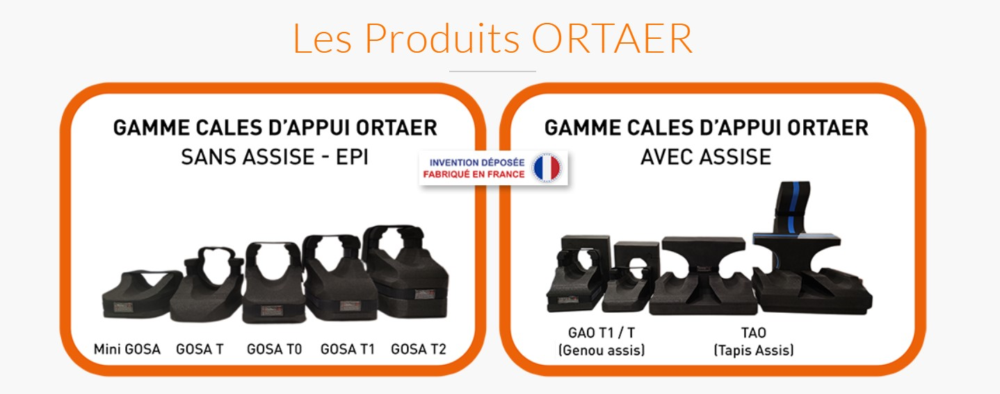 Les Produits ORTAER
GAMME CALES D'APPUI ORTAER
SANS ASSISE - EPI
INVENTION DÉPOSÉE
FABRIQUÉ EN FRANCE
GAMME CALES D'APPUI ORTAER
AVEC ASSISE
Mini GOSA
GOSA T
GOSA T0
GOSA T1
GOSA T2
GAO T1 / T
(Genou assis)
TAO
(Tapis Assis)